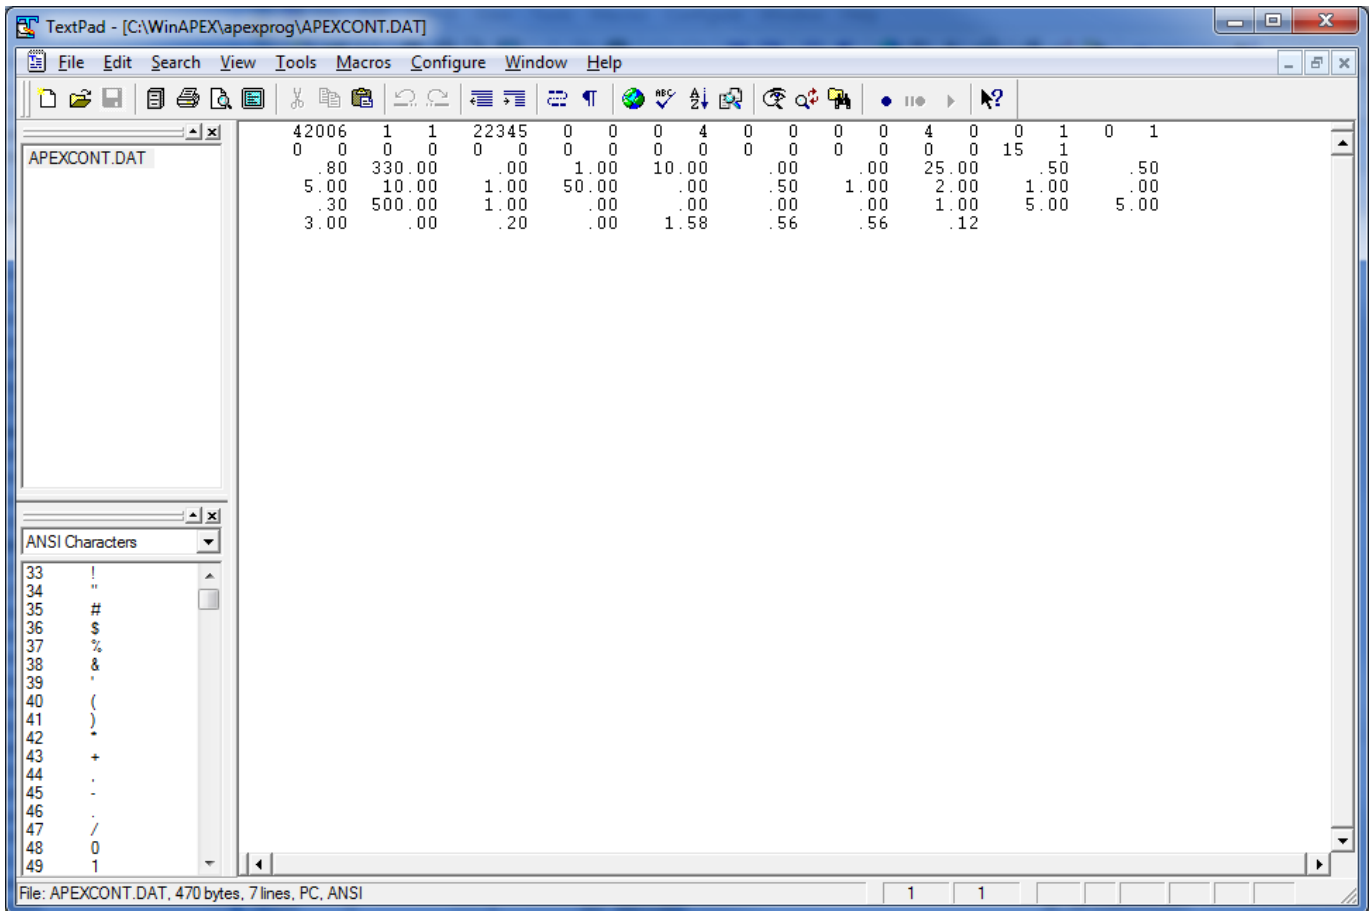 TextPad - [C:\WinAPEX\apexprog\APEXCONT.DAT]
File Edit Search View Tools Macros Configure Window Help
APEXCONT.DAT
42006 1 1 22345 0 0 0 4 0 0 0 0 4 0 0 1 0 1
0 0 0 0 0 0 0 0 0 0 0 0 0 0 0 0 15 1
.80 330.00 .00 1.00 10.00 .00 .00 25.00 .50 .50
5.00 10.00 1.00 50.00 .00 .50 1.00 2.00 1.00 .00
.30 500.00 1.00 .00 .00 .00 .00 1.00 5.00 5.00
3.00 .00 .20 .00 1.58 .56 .56 .12
ANSI Characters
33 !
34 "
35 #
36 $
37 %
38 &
39 '
40 (
41 )
42 *
43 +
44 ,
45 -
46 .
47 /
48 0
49 1
File: APEXCONT.DAT, 470 bytes, 7 lines, PC, ANSI
1 1